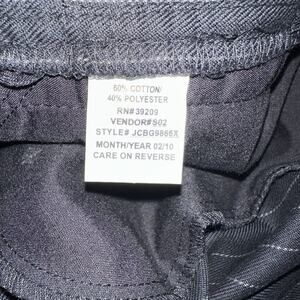 60% COTTON/
40% POLYESTER
RN# 39209
VENDOR#S02
STYLE# JCBG9866X
MONTH/YEAR 02/10
CARE ON REVERSE